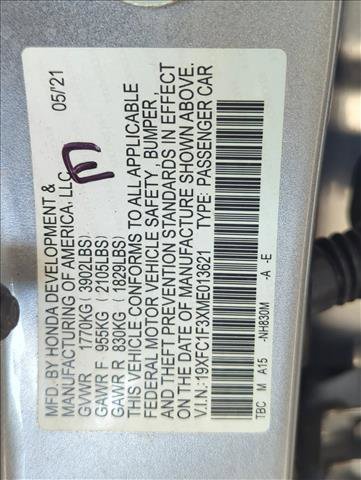 MFD. BY HONDA DEVELOPMENT & 05/'21
MANUFACTURING OF AMERICA, LLC
E
GVWR 1770KG ( 3902LBS)
GAWR F 955KG ( 2105LBS)
GAWR R 830KG ( 1829LBS)
THIS VEHICLE CONFORMS TO ALL APPLICABLE
FEDERAL MOTOR VEHICLE SAFETY, BUMPER,
AND THEFT PREVENTION STANDARDS IN EFFECT
ON THE DATE OF MANUFACTURE SHOWN ABOVE.
V.I.N.: 19XFC1F3XME013621 TYPE: PASSENGER CAR
TBC M A15 -NH830M -A -E